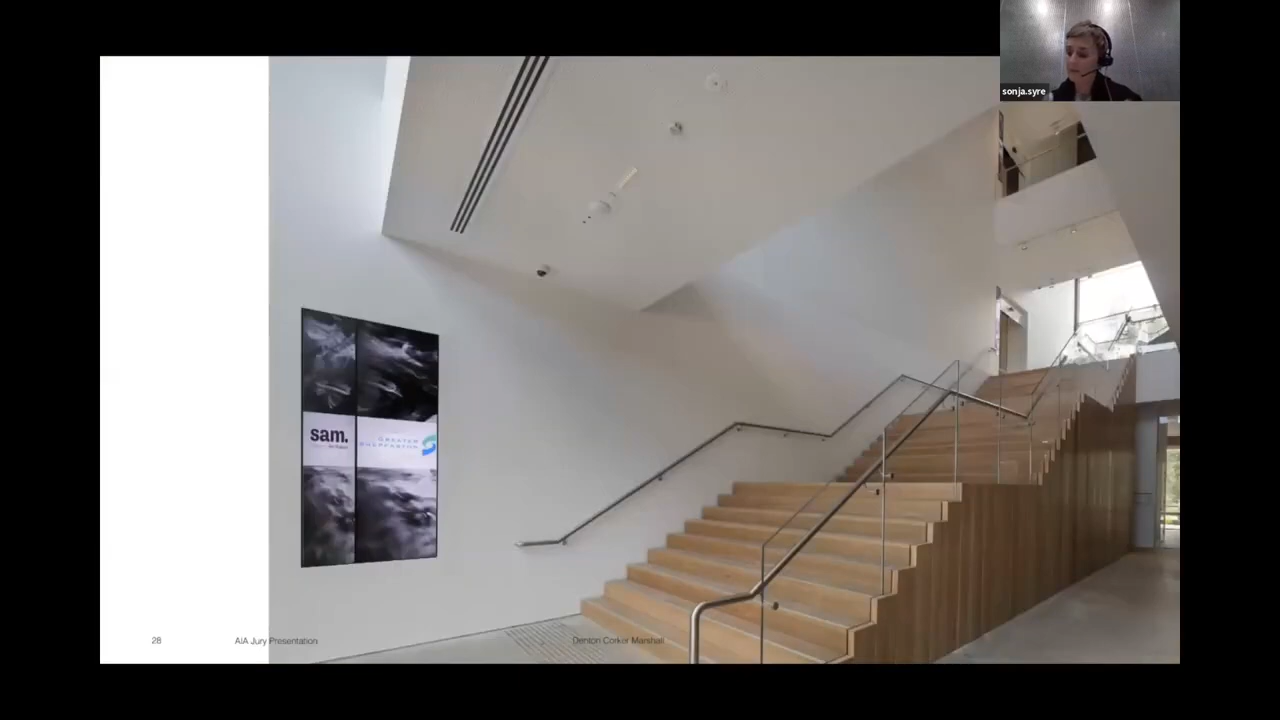 sonja.syre
sam.
GREATER
SHEPPARTON
28
AIA Jury Presentation
Denton Corker Marshall